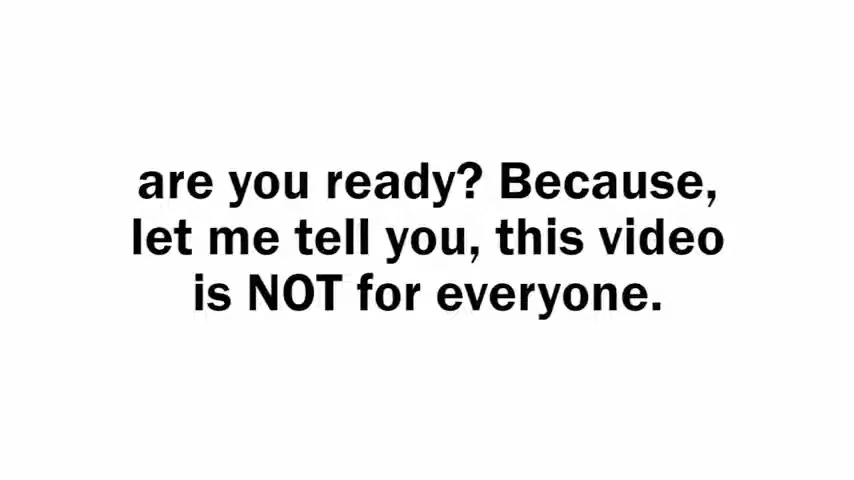 are you ready? Because,
let me tell you, this video
is NOT for everyone.